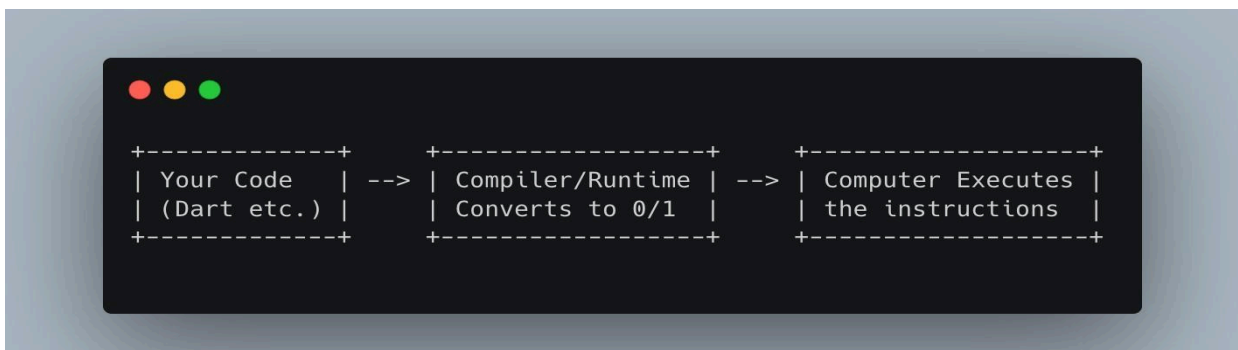 +-------------+     +------------------+     +-------------------+
| Your Code   | --> | Compiler/Runtime | --> | Computer Executes |
| (Dart etc.) |     | Converts to 0/1  |     | the instructions  |
+-------------+     +------------------+     +-------------------+